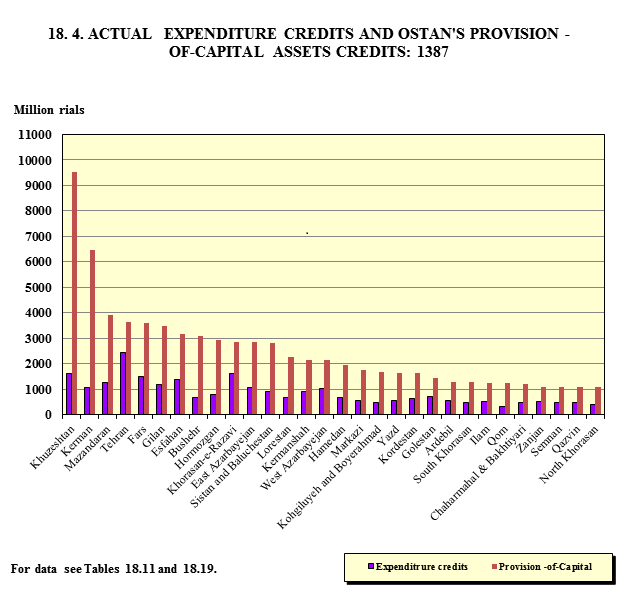 18. 4. ACTUAL EXPENDITURE CREDITS AND OSTAN'S PROVISION -
OF-CAPITAL ASSETS CREDITS: 1387
Million rials
11000
10000
9000
8000
7000
6000
5000
4000
3000
2000
1000
0
Khuzestan
Kerman
Mazandaran
Tehran
Fars
Gilan
Esfahan
Bushehr
Hormozgan
Khorasan-e-Razavi
East Azarbayejan
Sistan and Baluchestan
Lorestan
Kermanshah
West Azarbayejan
Hamedan
Markazi
Kohgiluyeh and Boyerahmad
Yazd
Kordestan
Golestan
Ardebil
South Khorasan
Ilam
Qom
Chaharmahal & Bakhtiyari
Zanjan
Semnan
Qazvin
North Khorasan
For data see Tables 18.11 and 18.19.
Expenditrure credits
Provision -of-Capital